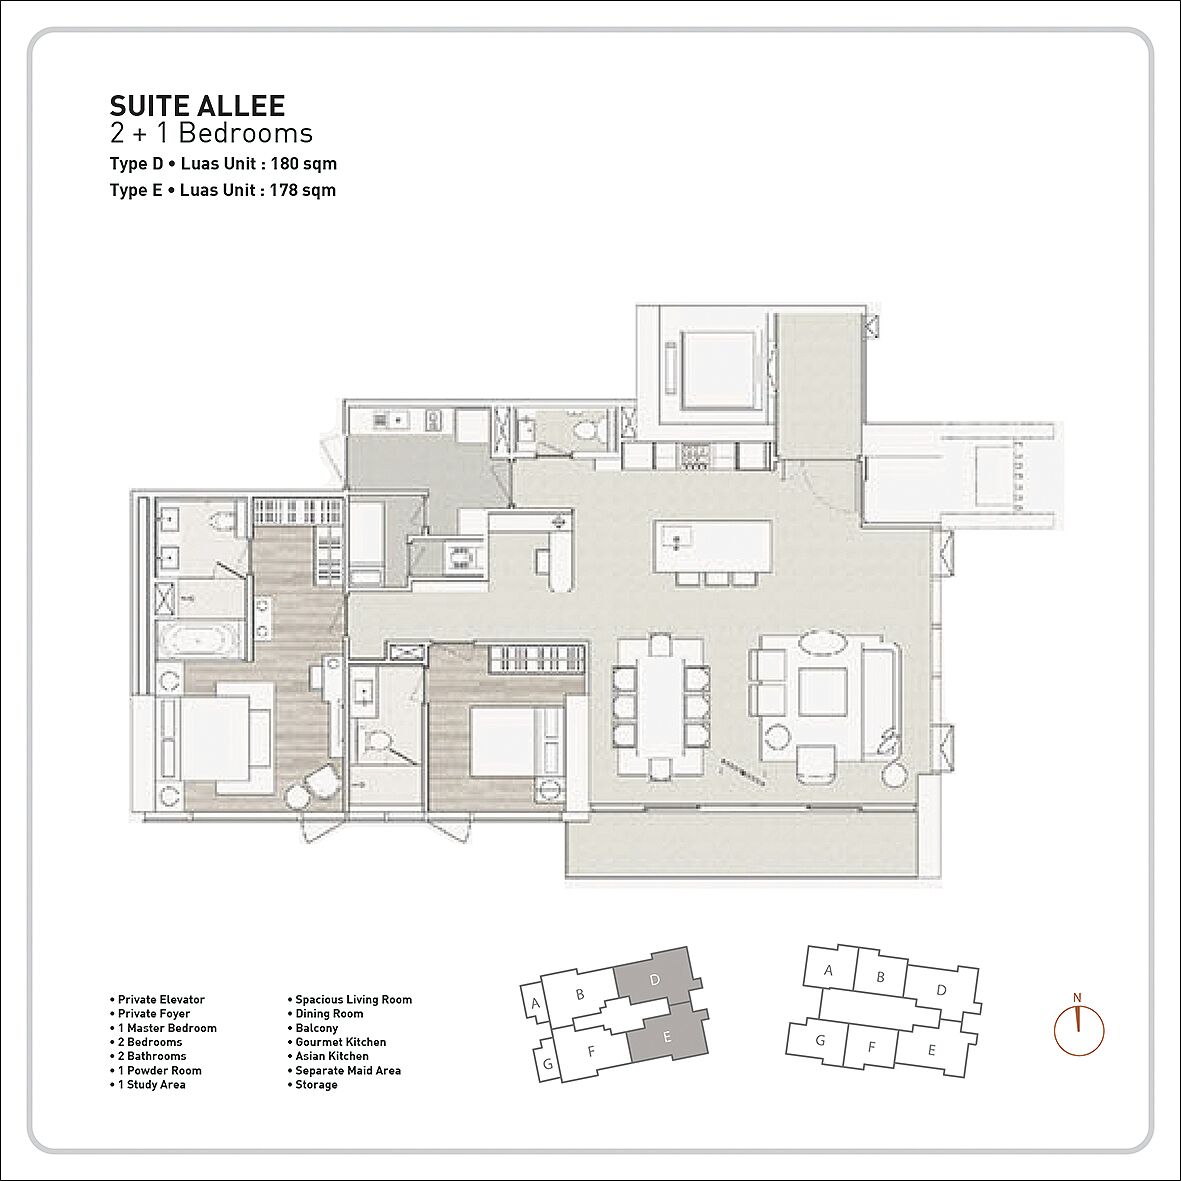 SUITE ALLEE
2 + 1 Bedrooms
Type D • Luas Unit : 180 sqm
Type E • Luas Unit : 178 sqm
• Private Elevator
• Private Foyer
• 1 Master Bedroom
• 2 Bedrooms
• 2 Bathrooms
• 1 Powder Room
• 1 Study Area
• Spacious Living Room
• Dining Room
• Balcony
• Gourmet Kitchen
• Asian Kitchen
• Separate Maid Area
• Storage
A
B
D
G
F
E
A
B
D
G
F
E
N